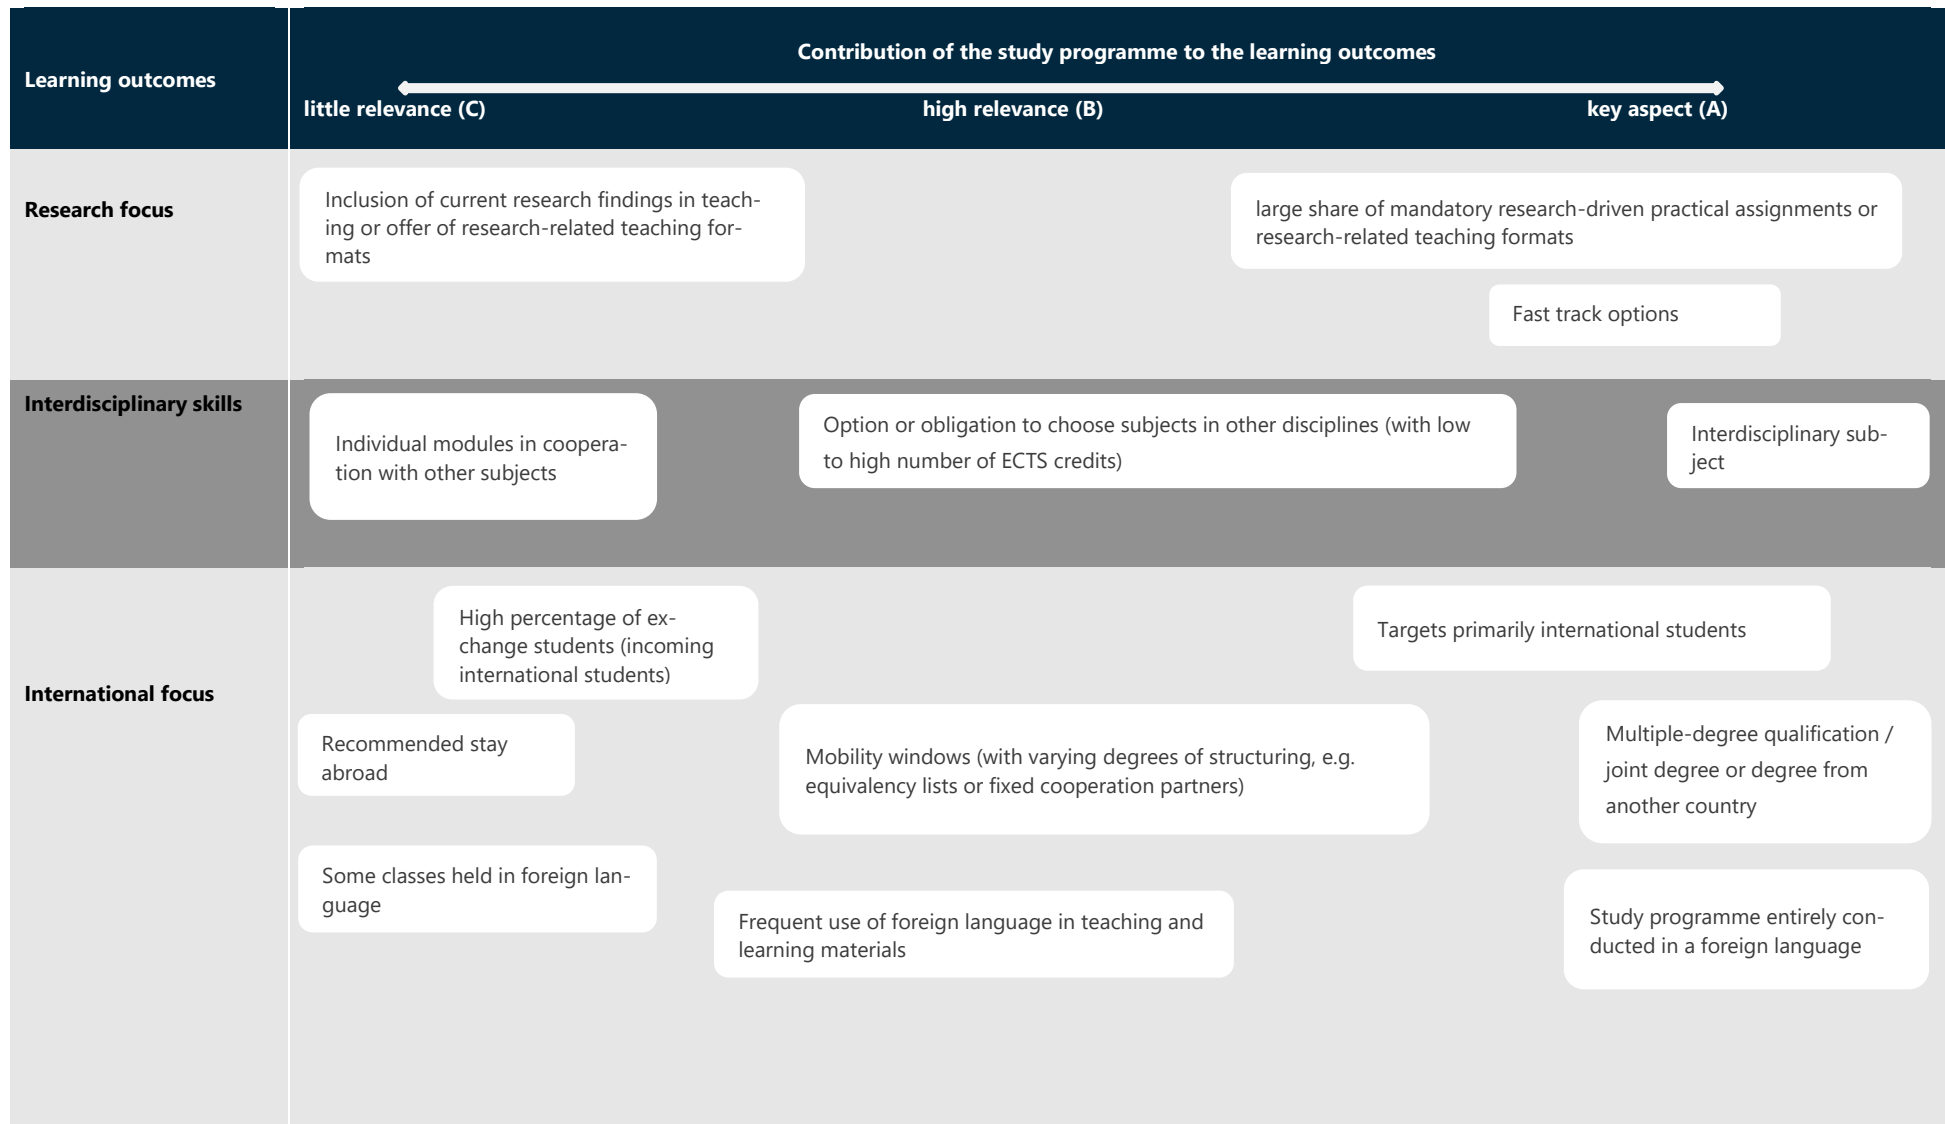 Learning outcomes
Contribution of the study programme to the learning outcomes
little relevance (C)
high relevance (B)
key aspect (A)
Research focus
Inclusion of current research findings in teach-
ing or offer of research-related teaching for-
mats
large share of mandatory research-driven practical assignments or
research-related teaching formats
Fast track options
Interdisciplinary skills
Individual modules in coopera-
tion with other subjects
Option or obligation to choose subjects in other disciplines (with low
to high number of ECTS credits)
Interdisciplinary sub-
ject
International focus
High percentage of ex-
change students (incoming
international students)
Targets primarily international students
Recommended stay
abroad
Mobility windows (with varying degrees of structuring, e.g.
equivalency lists or fixed cooperation partners)
Multiple-degree qualification /
joint degree or degree from
another country
Some classes held in foreign lan-
guage
Frequent use of foreign language in teaching and
learning materials
Study programme entirely con-
ducted in a foreign language